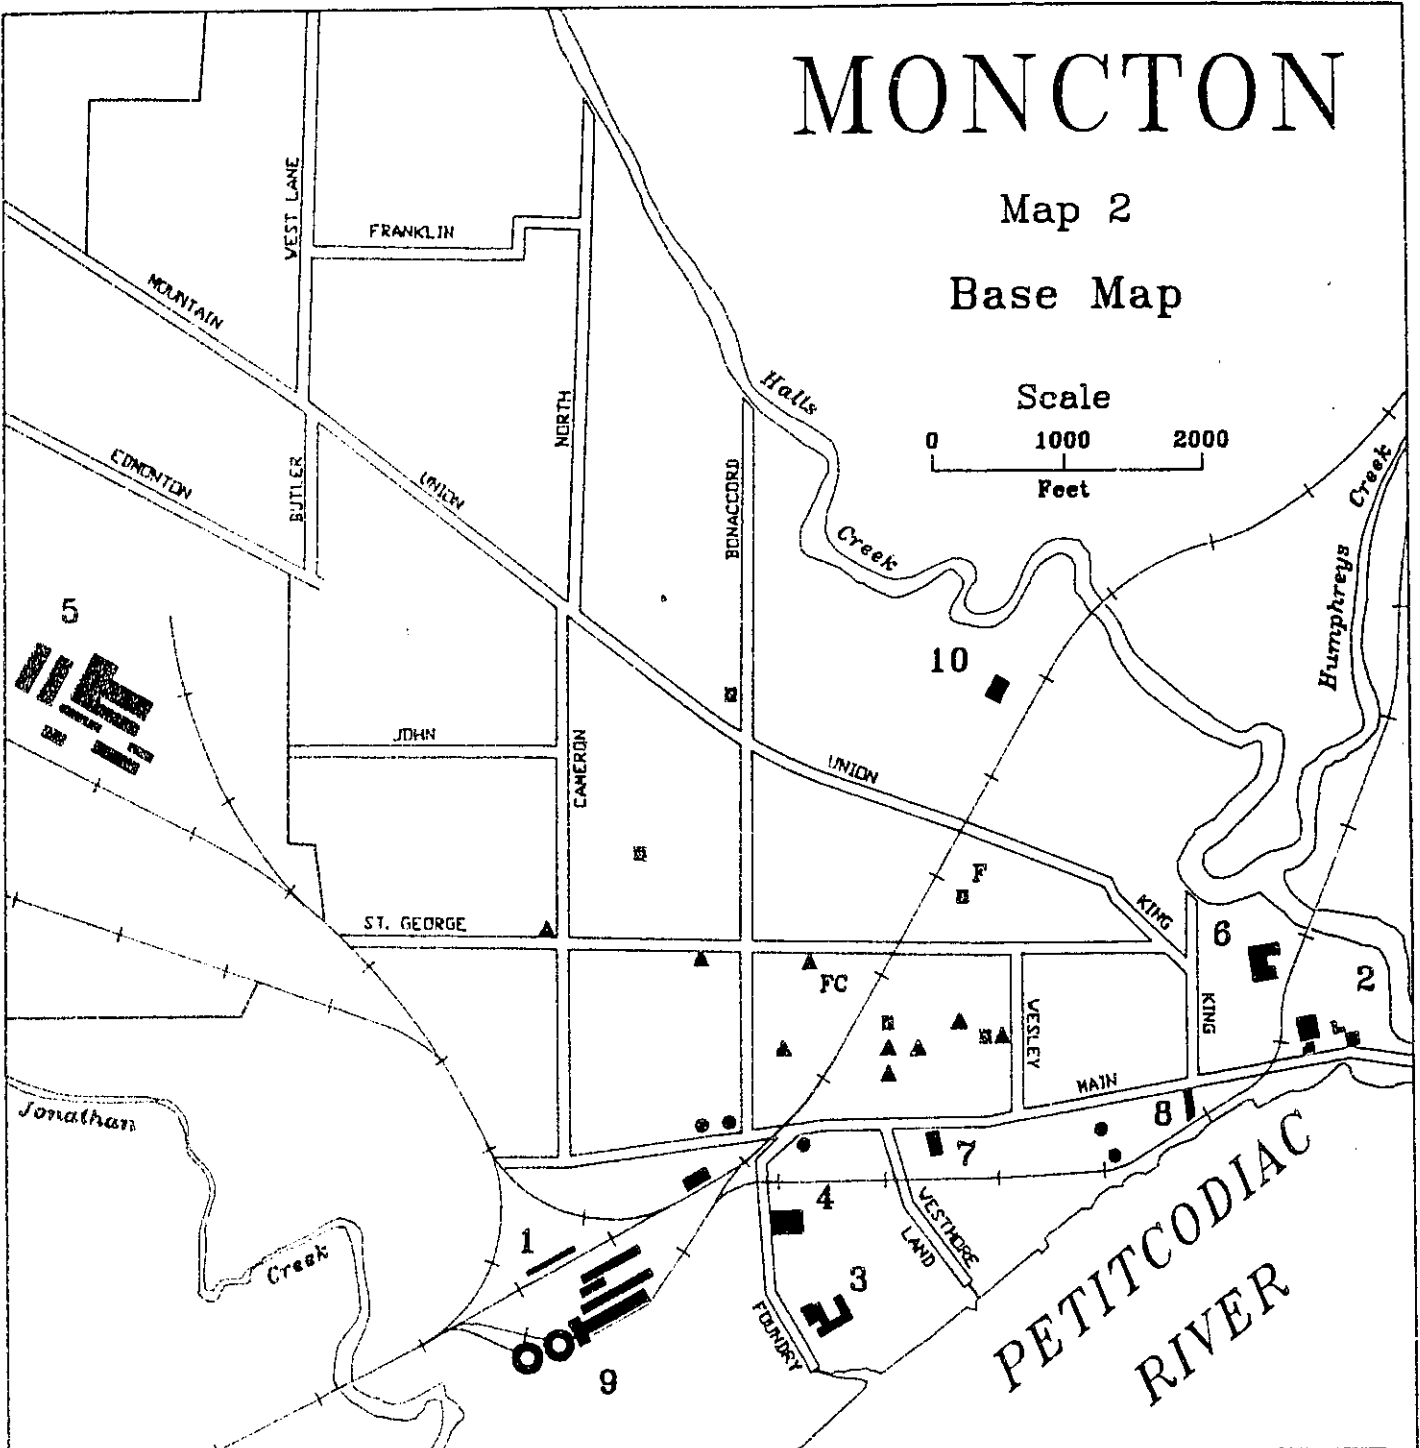 MONCTON
Map 2
Base Map
Scale
0 1000 2000
Feet
WEST LANE
FRANKLIN
MOUNTAIN
NORTH
Halls
Creek
BONACCORD
UNION
EDMONTON
BUTLER
Creek
Humphreys
5
10
JOHN
CAMERON
UNION
F
KING
ST. GEORGE
6
FC
2
KING
WESLEY
MAIN
8
Jonathan
Creek
7
4
WESTMORE
LAND
1
3
FOUNDRY
9
PETITCODIAC
RIVER